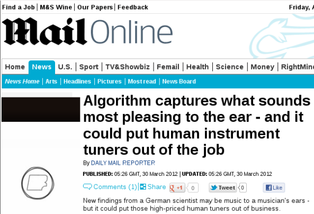 Find a Job | M&S Wine | Our Papers | Feedback
Friday,
Mail Online
Home News U.S. Sport TV&Showbiz Femail Health Science Money RightMin
News Home Arts Headlines Pictures Most read News Board
Algorithm captures what sounds
most pleasing to the ear - and it
could put human instrument
tuners out of the job
By DAILY MAIL REPORTER
PUBLISHED: 05:26 GMT, 30 March 2012 | UPDATED: 05:26 GMT, 30 March 2012
Comments (1) Share +1 0 Tweet 0 Like
New findings from a German scientist may be music to a musician's ears -
but it could put those high-priced human tuners out of business.